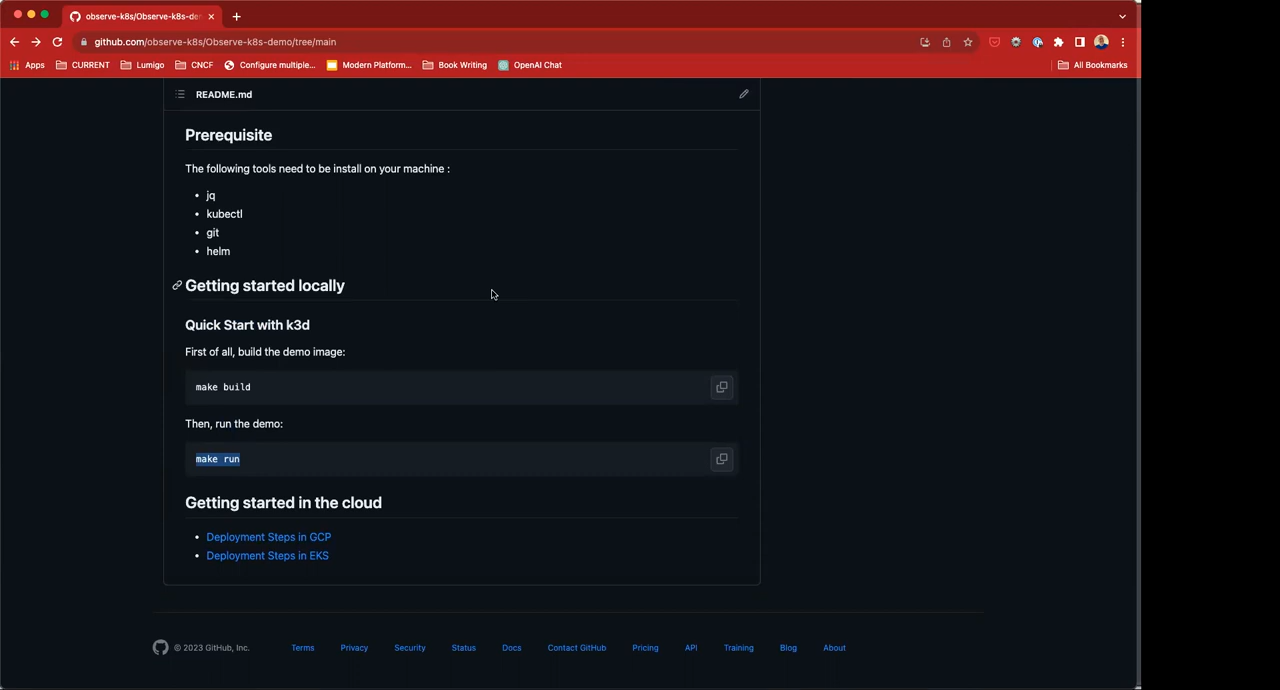 observe-k8s/Observe-k8s-der
github.com/observe-k8s/Observe-k8s-demo/tree/main
Apps CURRENT Lumigo CNCF Configure multiple... Modern Platform... Book Writing OpenAI Chat All Bookmarks
README.md
Prerequisite
The following tools need to be install on your machine :
jq
kubectl
git
helm
Getting started locally
Quick Start with k3d
First of all, build the demo image:
make build
Then, run the demo:
make run
Getting started in the cloud
Deployment Steps in GCP
Deployment Steps in EKS
© 2023 GitHub, Inc. Terms Privacy Security Status Docs Contact GitHub Pricing API Training Blog About